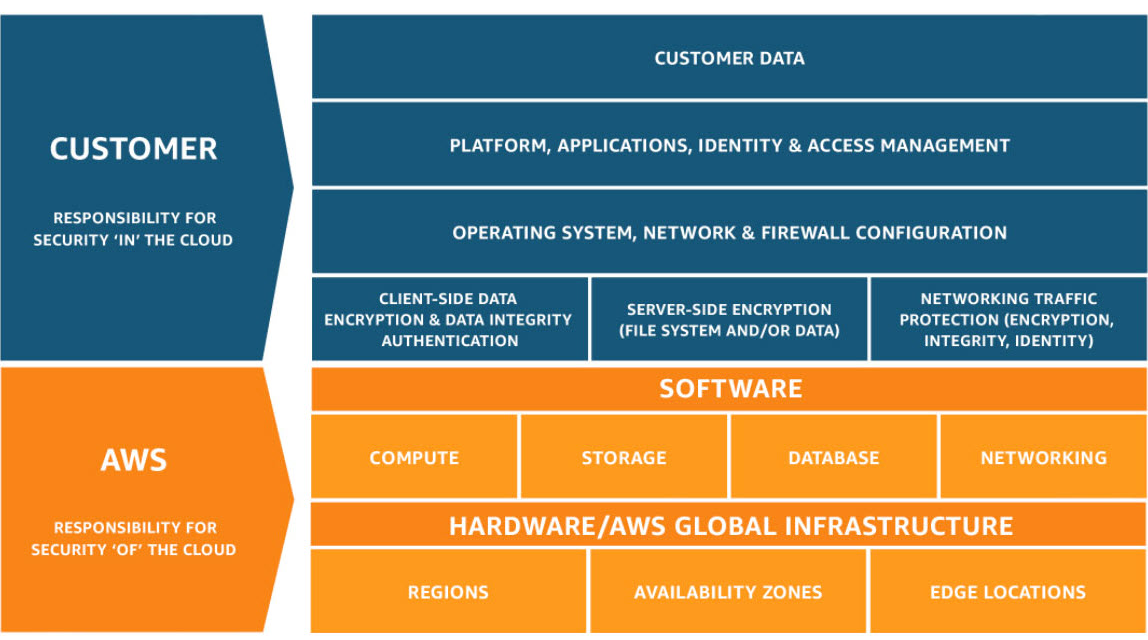 CUSTOMER
RESPONSIBILITY FOR
SECURITY ‘IN’ THE CLOUD
CUSTOMER DATA
PLATFORM, APPLICATIONS, IDENTITY & ACCESS MANAGEMENT
OPERATING SYSTEM, NETWORK & FIREWALL CONFIGURATION
CLIENT-SIDE DATA
ENCRYPTION & DATA INTEGRITY
AUTHENTICATION
SERVER-SIDE ENCRYPTION
(FILE SYSTEM AND/OR DATA)
NETWORKING TRAFFIC
PROTECTION (ENCRYPTION,
INTEGRITY, IDENTITY)
AWS
RESPONSIBILITY FOR
SECURITY ‘OF’ THE CLOUD
SOFTWARE
COMPUTE
STORAGE
DATABASE
NETWORKING
HARDWARE/AWS GLOBAL INFRASTRUCTURE
REGIONS
AVAILABILITY ZONES
EDGE LOCATIONS